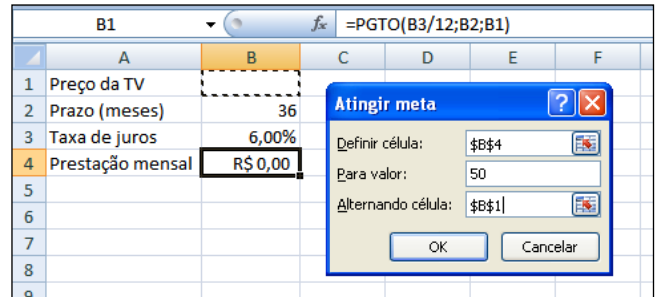 B1 fx =PGTO(B3/12;B2;B1)
A B C D E F
1 Preço da TV
2 Prazo (meses) 36
3 Taxa de juros 6,00%
4 Prestação mensal R$ 0,00
5
6
7
8
9
Atingir meta ?
Definir célula: $B$4
Para valor: 50
Alternando célula: $B$1
OK Cancelar